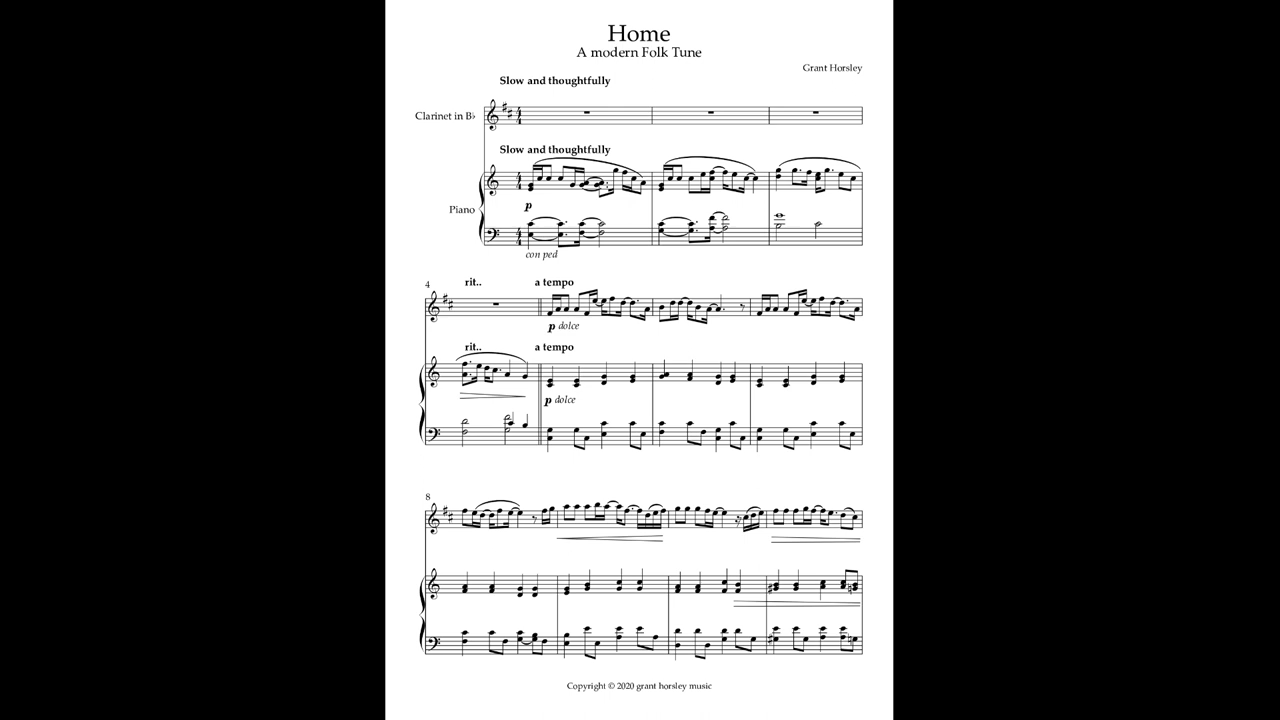 Home
A modern Folk Tune
Grant Horsley
Slow and thoughtfully
Clarinet in B♭
Slow and thoughtfully
Piano
p
con ped
4
rit..
a tempo
p dolce
rit..
a tempo
p dolce
8
Copyright © 2020 grant horsley music